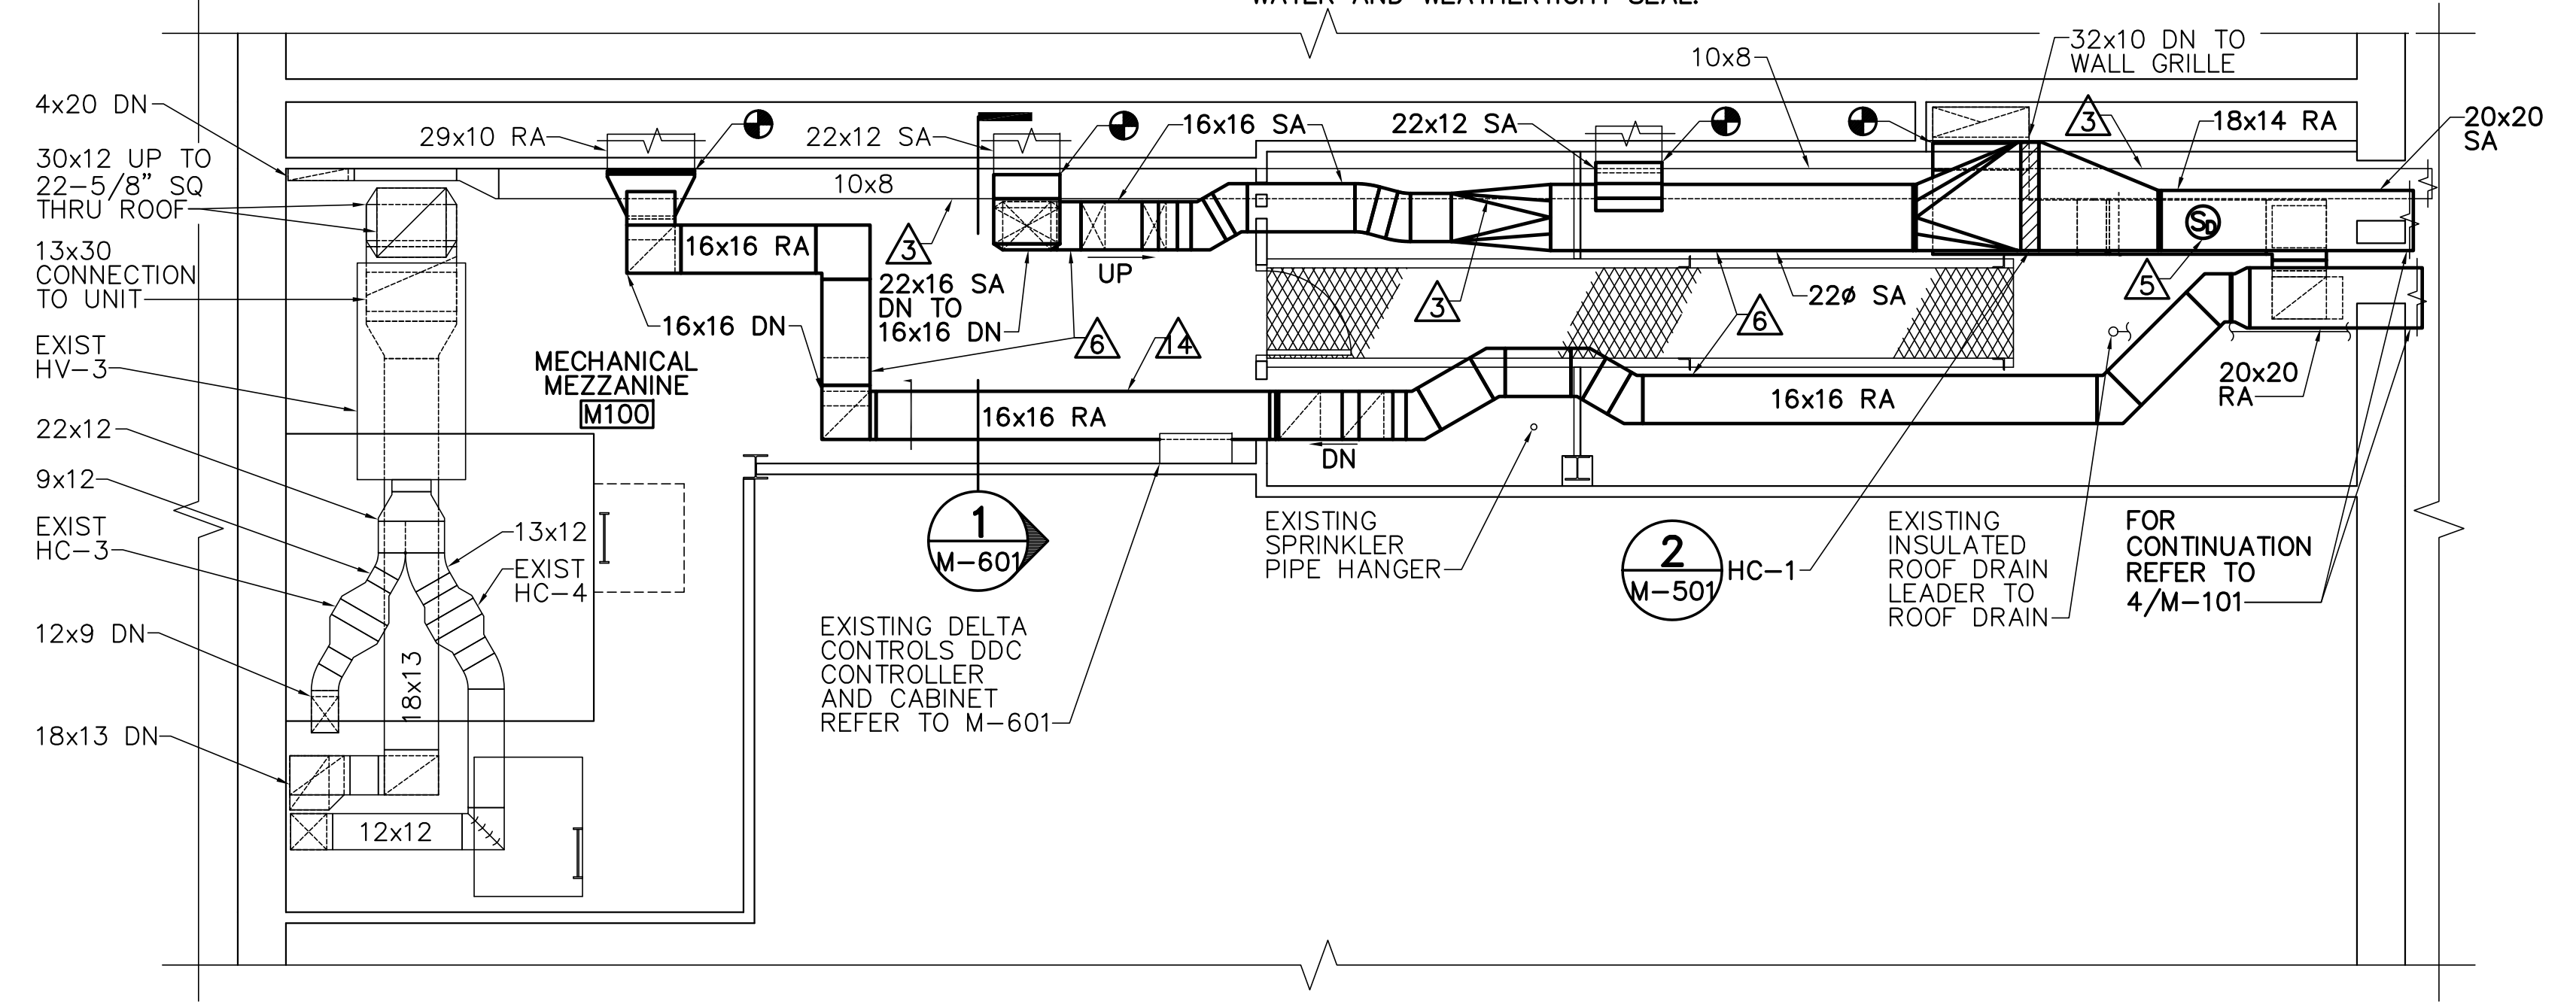 WATER AND WEATHERTIGHT SEAL.
32x10 DN TO
WALL GRILLE
10x8
4x20 DN
29x10 RA
22x12 SA
16x16 SA
22x12 SA
3
18x14 RA
20x20
SA
30x12 UP TO
22-5/8" SQ
THRU ROOF
10x8
SD
13x30
CONNECTION
TO UNIT
16x16 RA
3
UP
22x16 SA
DN TO
16x16 DN
3
22ø SA
5
6
6
14
16x16 DN
EXIST
HV-3
MECHANICAL
MEZZANINE
M100
20x20
RA
16x16 RA
16x16 RA
DN
22x12
9x12
EXIST
HC-3
13x12
EXIST
HC-4
1
M-601
EXISTING
SPRINKLER
PIPE HANGER
2
M-501
HC-1
EXISTING
INSULATED
ROOF DRAIN
LEADER TO
ROOF DRAIN
FOR
CONTINUATION
REFER TO
4/M-101
12x9 DN
18x13
EXISTING DELTA
CONTROLS DDC
CONTROLLER
AND CABINET
REFER TO M-601
18x13 DN
12x12